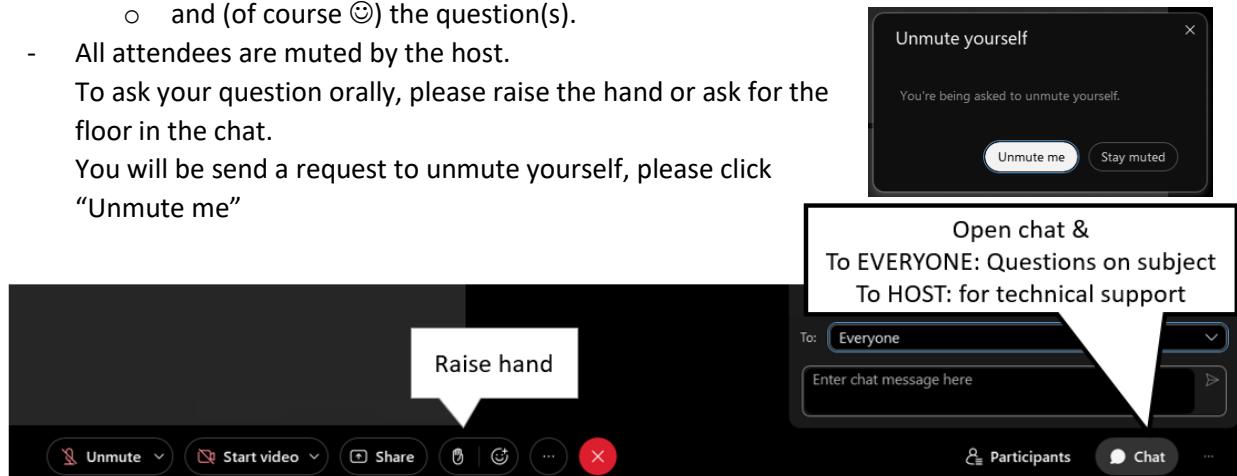 o and (of course ☺) the question(s).
- All attendees are muted by the host.
To ask your question orally, please raise the hand or ask for the
floor in the chat.
You will be send a request to unmute yourself, please click
“Unmute me”
Unmute yourself
You're being asked to unmute yourself.
Unmute me
Stay muted
Open chat &
To EVERYONE: Questions on subject
To HOST: for technical support
Raise hand
To: Everyone
Enter chat message here
Unmute
Start video
Share
Participants
Chat